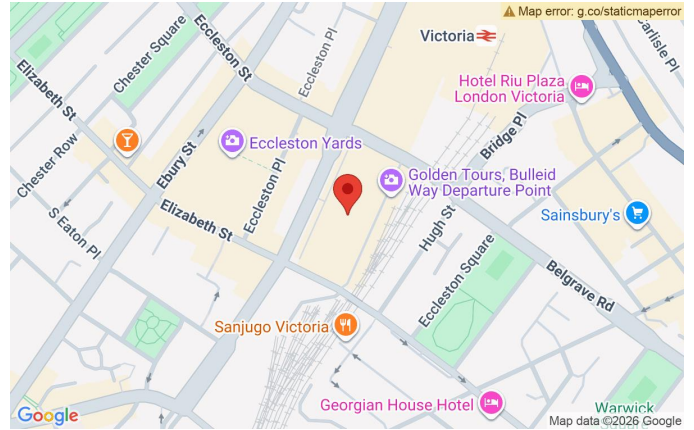 Map error: g.co/staticmaperror
Chester Square
Eccleston St
Eccleston Pl
Victoria
Carlisle Pl
Elizabeth St
Hotel Riu Plaza
London Victoria
Bridge Pl
Chester Row
Ebury St
Eccleston Yards
Eccleston Pl
Golden Tours, Bulleid
Way Departure Point
S Eaton Pl
Elizabeth St
Hugh St
Sainsbury's
Eccleston Square
Belgrave Rd
Sanjugo Victoria
Georgian House Hotel
Warwick
Google
Map data ©2026 Google